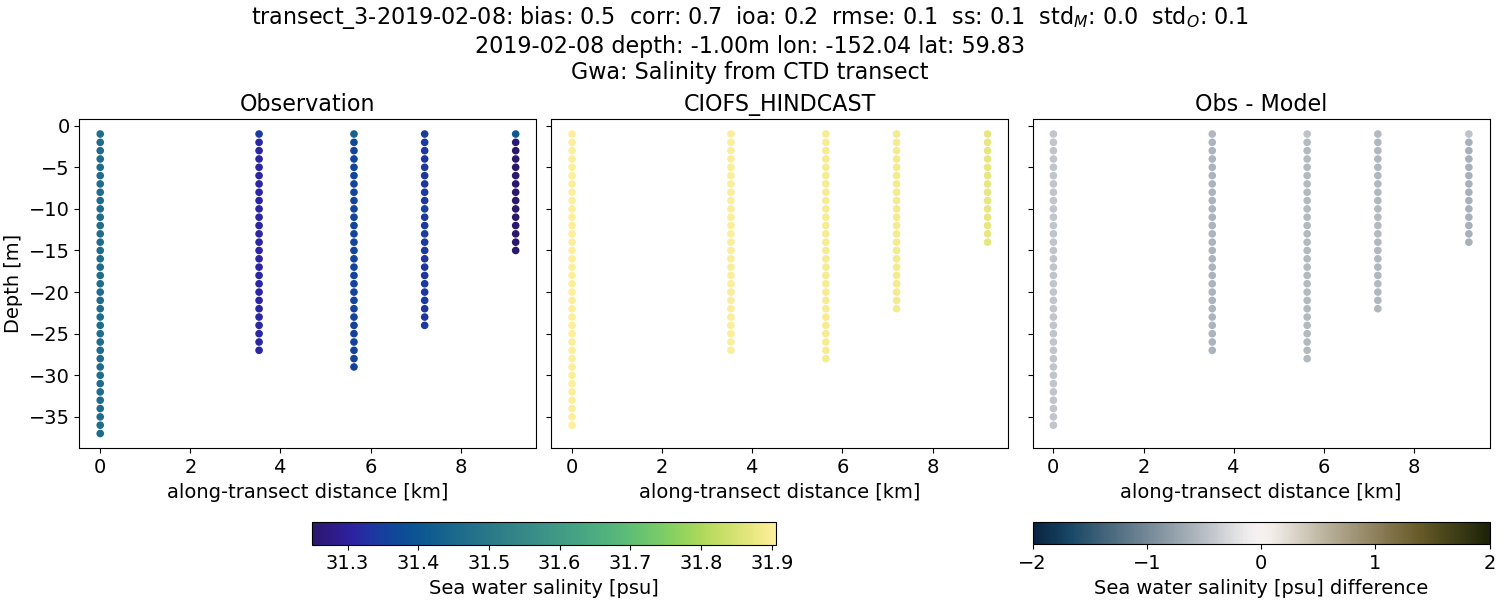 transect_3-2019-02-08: bias: 0.5  corr: 0.7  ioa: 0.2  rmse: 0.1  ss: 0.1  std_M: 0.0  std_O: 0.1
2019-02-08 depth: -1.00m lon: -152.04 lat: 59.83
Gwa: Salinity from CTD transect
Observation
CIOFS_HINDCAST
Obs - Model
Depth [m]
0
−5
−10
−15
−20
−25
−30
−35
0 2 4 6 8
0 2 4 6 8
0 2 4 6 8
along-transect distance [km]
along-transect distance [km]
along-transect distance [km]
31.3 31.4 31.5 31.6 31.7 31.8 31.9
Sea water salinity [psu]
−2 −1 0 1 2
Sea water salinity [psu] difference